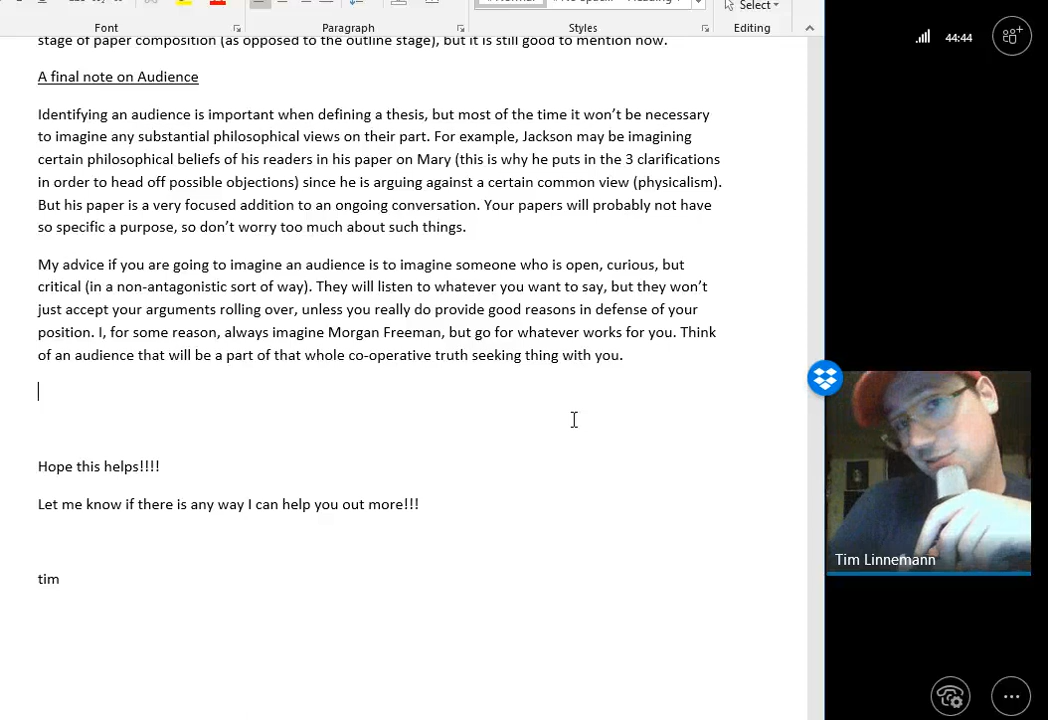 Select
Font
Paragraph
Styles
Editing
stage of paper composition (as opposed to the outline stage), but it is still good to mention now.
A final note on Audience
Identifying an audience is important when defining a thesis, but most of the time it won’t be necessary
to imagine any substantial philosophical views on their part. For example, Jackson may be imagining
certain philosophical beliefs of his readers in his paper on Mary (this is why he puts in the 3 clarifications
in order to head off possible objections) since he is arguing against a certain common view (physicalism).
But his paper is a very focused addition to an ongoing conversation. Your papers will probably not have
so specific a purpose, so don’t worry too much about such things.
My advice if you are going to imagine an audience is to imagine someone who is open, curious, but
critical (in a non-antagonistic sort of way). They will listen to whatever you want to say, but they won’t
just accept your arguments rolling over, unless you really do provide good reasons in defense of your
position. I, for some reason, always imagine Morgan Freeman, but go for whatever works for you. Think
of an audience that will be a part of that whole co-operative truth seeking thing with you.
Hope this helps!!!!
Let me know if there is any way I can help you out more!!!
tim
44:44
Tim Linnemann